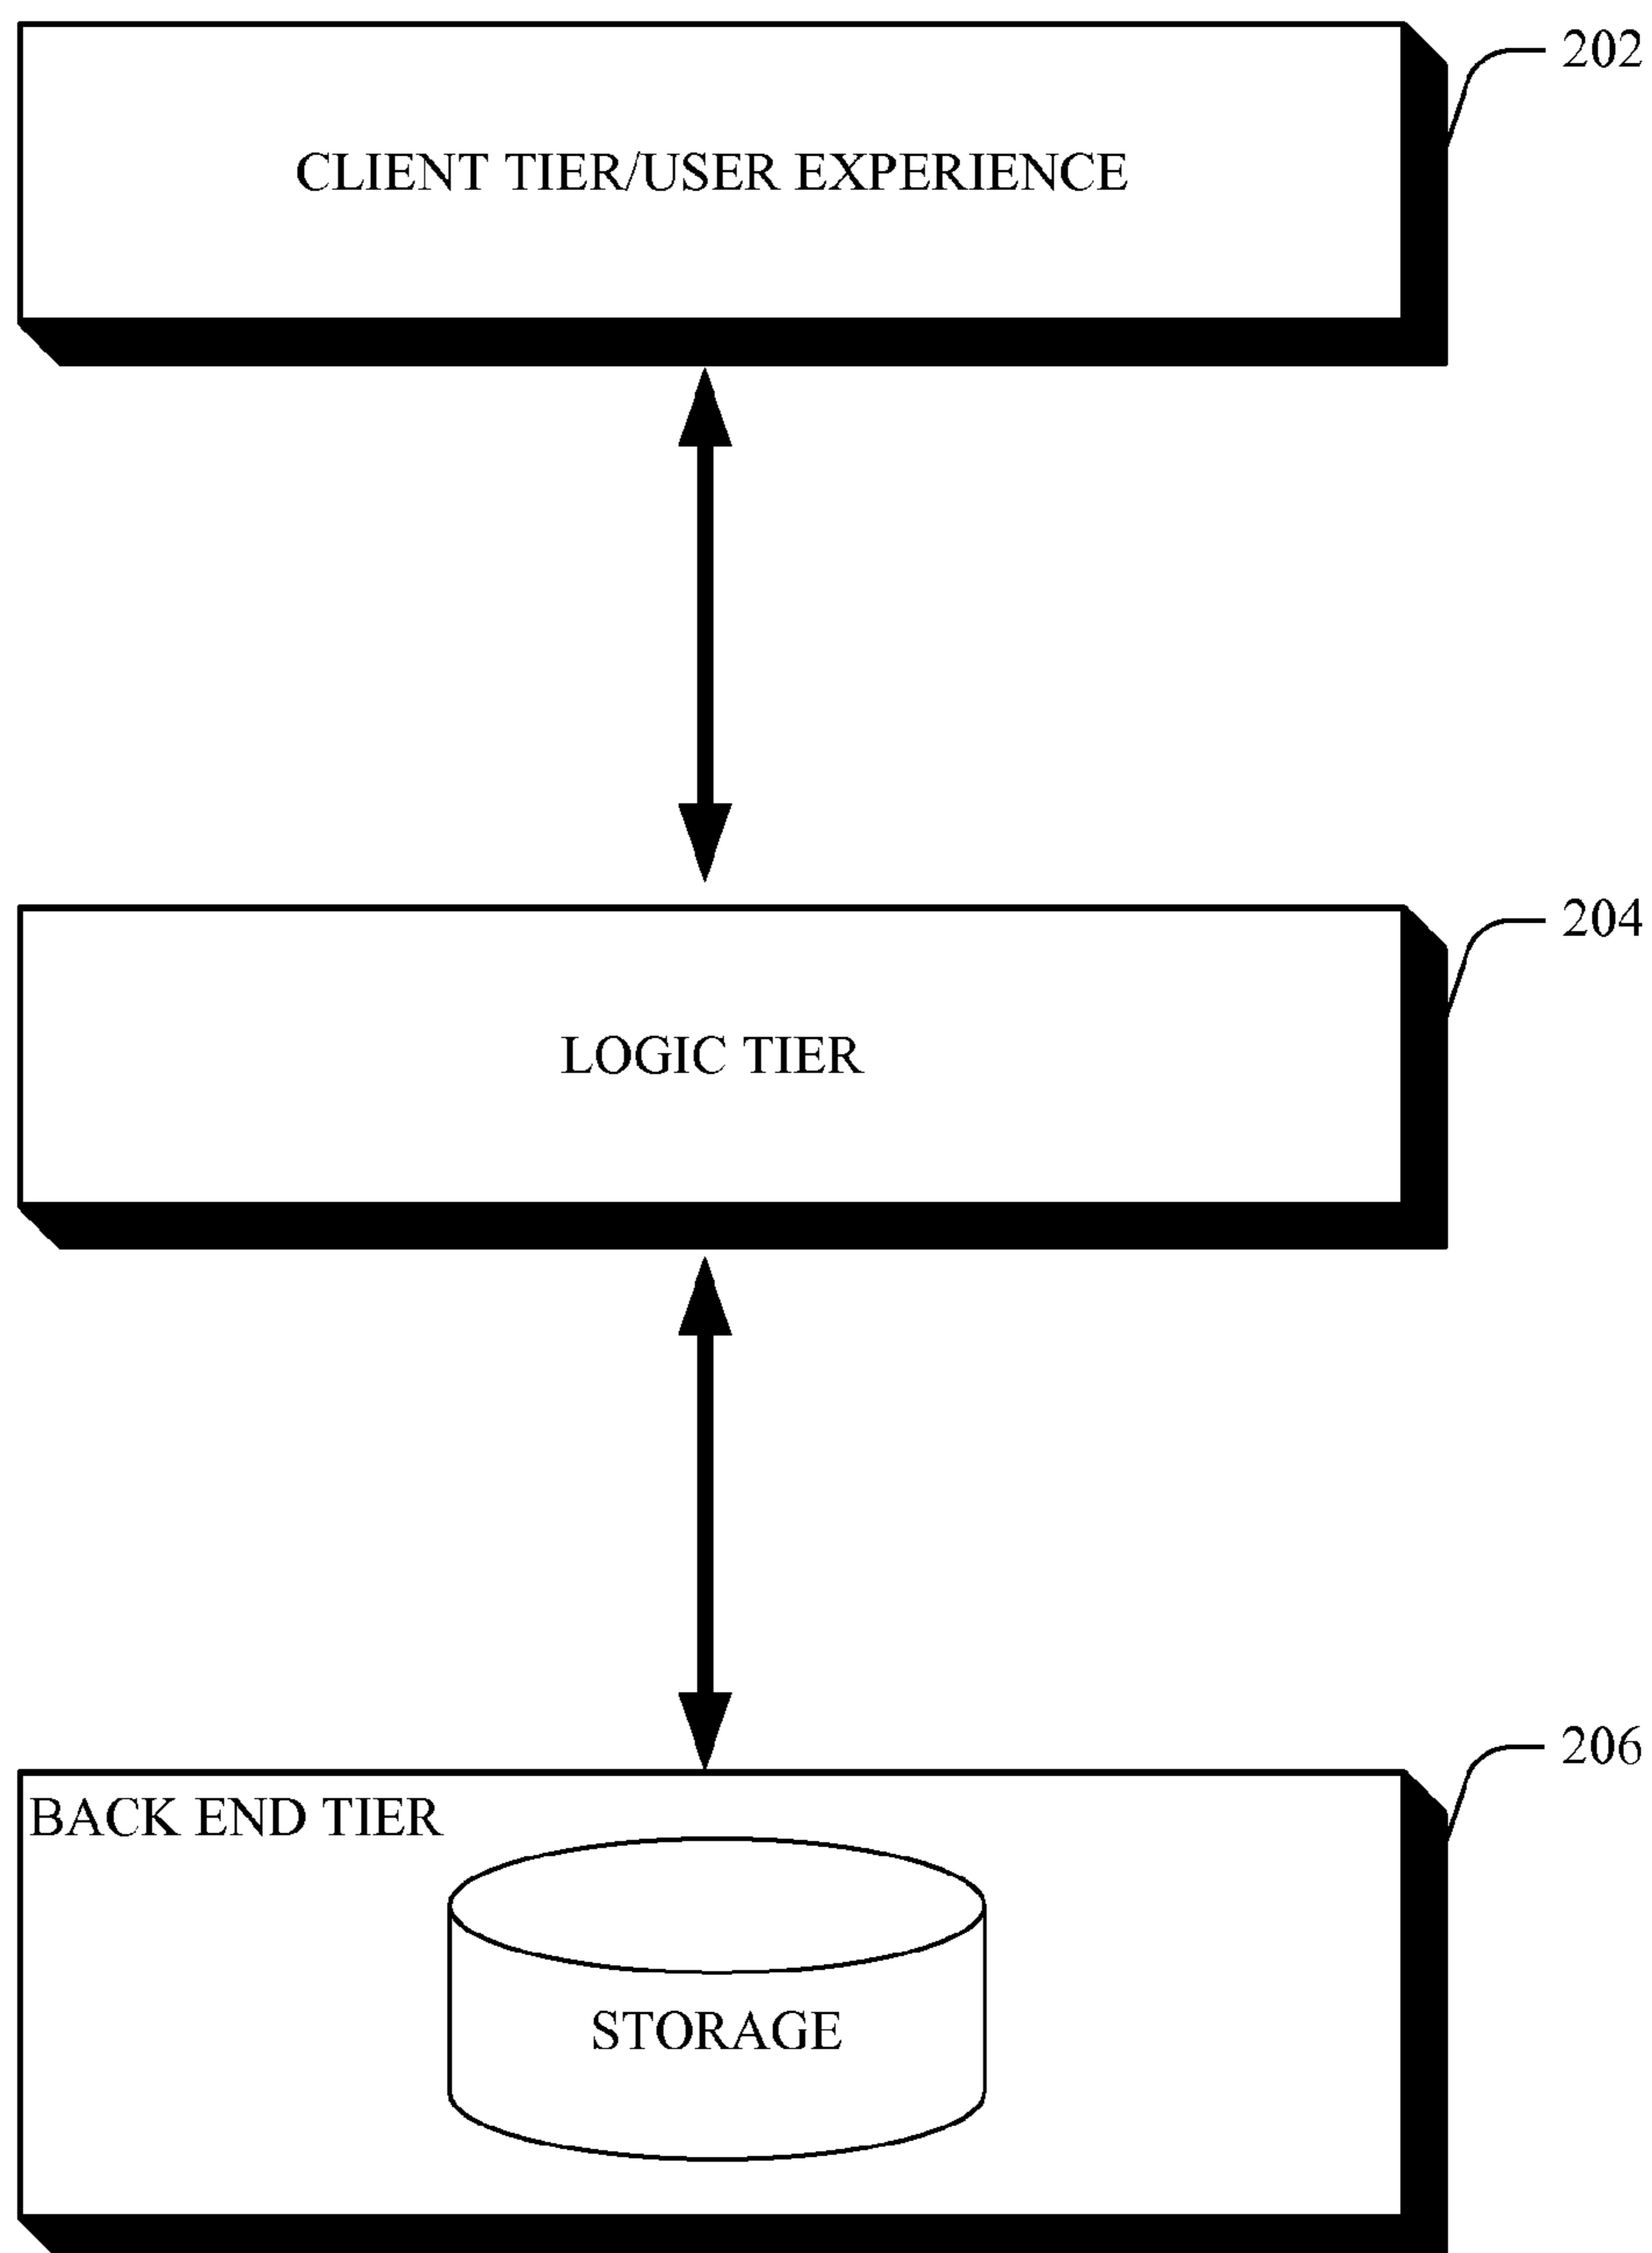 202
CLIENT TIER/USER EXPERIENCE
204
LOGIC TIER
206
BACK END TIER
STORAGE